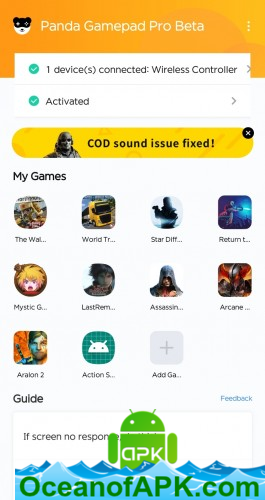 Panda Gamepad Pro Beta
1 device(s) connected: Wireless Controller
Activated
COD sound issue fixed!
My Games
The Wal...
World Tr...
Star Diff...
Return t...
Mystic G...
LastRem...
Assassin...
Arcane ...
Aralon 2
Action S...
Add Ga...
Guide
Feedback
If screen no response,
APK
OceanofAPK.com